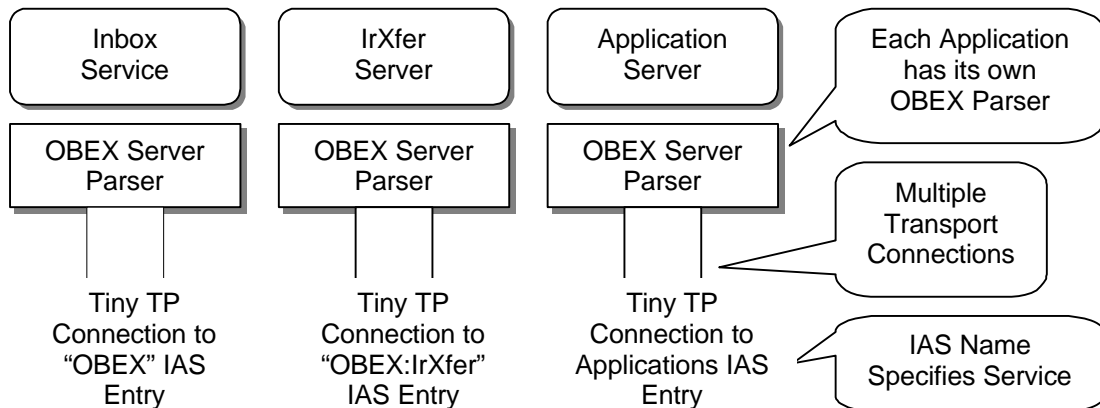 Inbox
Service
IrXfer
Server
Application
Server
Each Application
has its own
OBEX Parser
OBEX Server
Parser
OBEX Server
Parser
OBEX Server
Parser
Multiple
Transport
Connections
Tiny TP
Connection to
“OBEX” IAS
Entry
Tiny TP
Connection to
“OBEX:IrXfer”
IAS Entry
Tiny TP
Connection to
Applications IAS
Entry
IAS Name
Specifies Service